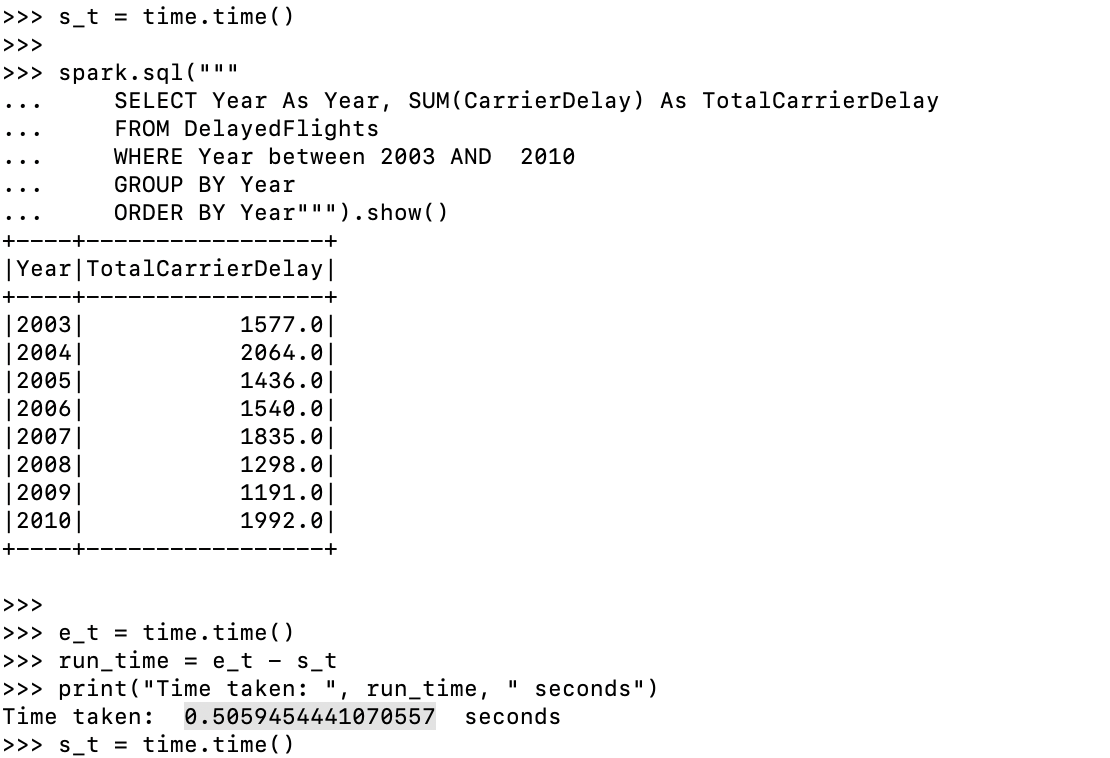 >>> s_t = time.time()
>>>
>>> spark.sql("""
...     SELECT Year As Year, SUM(CarrierDelay) As TotalCarrierDelay
...     FROM DelayedFlights
...     WHERE Year between 2003 AND  2010
...     GROUP BY Year
...     ORDER BY Year""").show()
+----+-----------------+
|Year|TotalCarrierDelay|
+----+-----------------+
|2003|           1577.0|
|2004|           2064.0|
|2005|           1436.0|
|2006|           1540.0|
|2007|           1835.0|
|2008|           1298.0|
|2009|           1191.0|
|2010|           1992.0|
+----+-----------------+
>>>
>>> e_t = time.time()
>>> run_time = e_t - s_t
>>> print("Time taken: ", run_time, " seconds")
Time taken:  0.5059454441070557  seconds
>>> s_t = time.time()